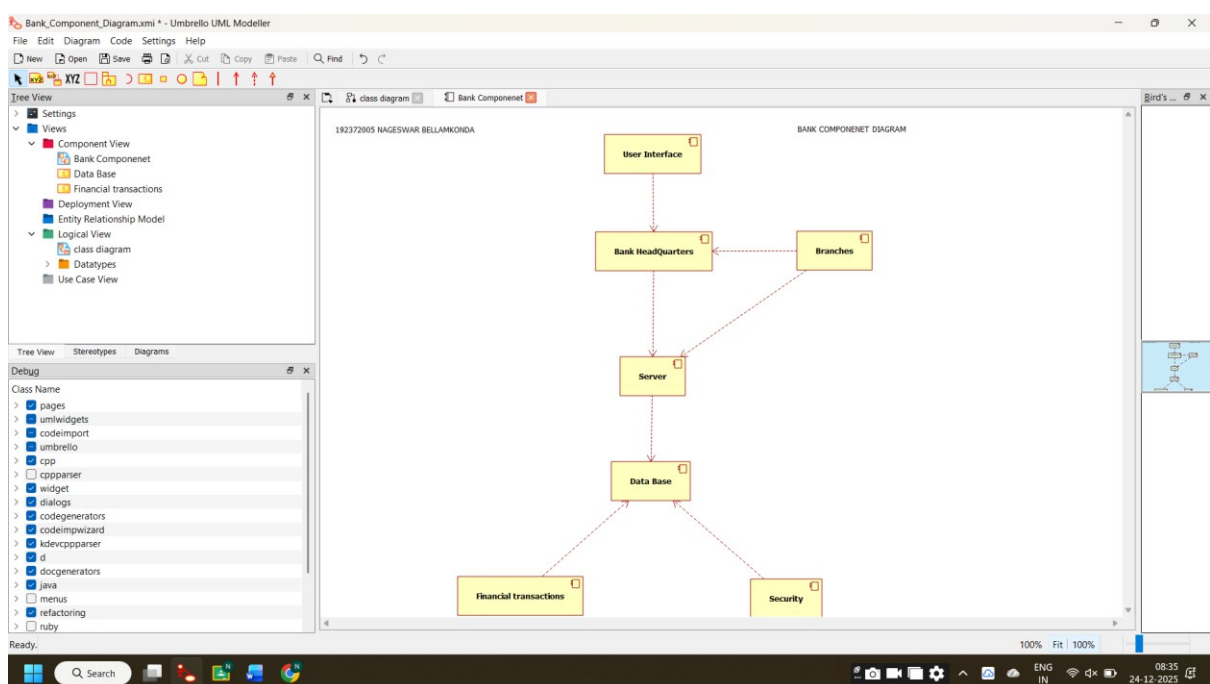 Bank_Component_Diagram.xmi * - Umbrello UML Modeller
File Edit Diagram Code Settings Help
New Open Save Cut Copy Paste Find
XYZ XYZ
Tree View
class diagram Bank Componenet
Bird's ...
Settings
Views
Component View
Bank Componenet
Data Base
Financial transactions
Deployment View
Entity Relationship Model
Logical View
class diagram
Datatypes
Use Case View
Tree View Stereotypes Diagrams
Debug
Class Name
pages
umlwidgets
codeimport
umbrello
cpp
cppparser
widget
dialogs
codegenerators
codeimpwizard
kdevcppparser
d
docgenerators
java
menus
refactoring
ruby
192372005 NAGESWAR BELLAMKONDA
BANK COMPONENET DIAGRAM
User Interface
Bank HeadQuarters
Branches
Server
Data Base
Financial transactions
Security
Ready.
100% Fit 100%
Search
ENG
IN
08:35
24-12-2025